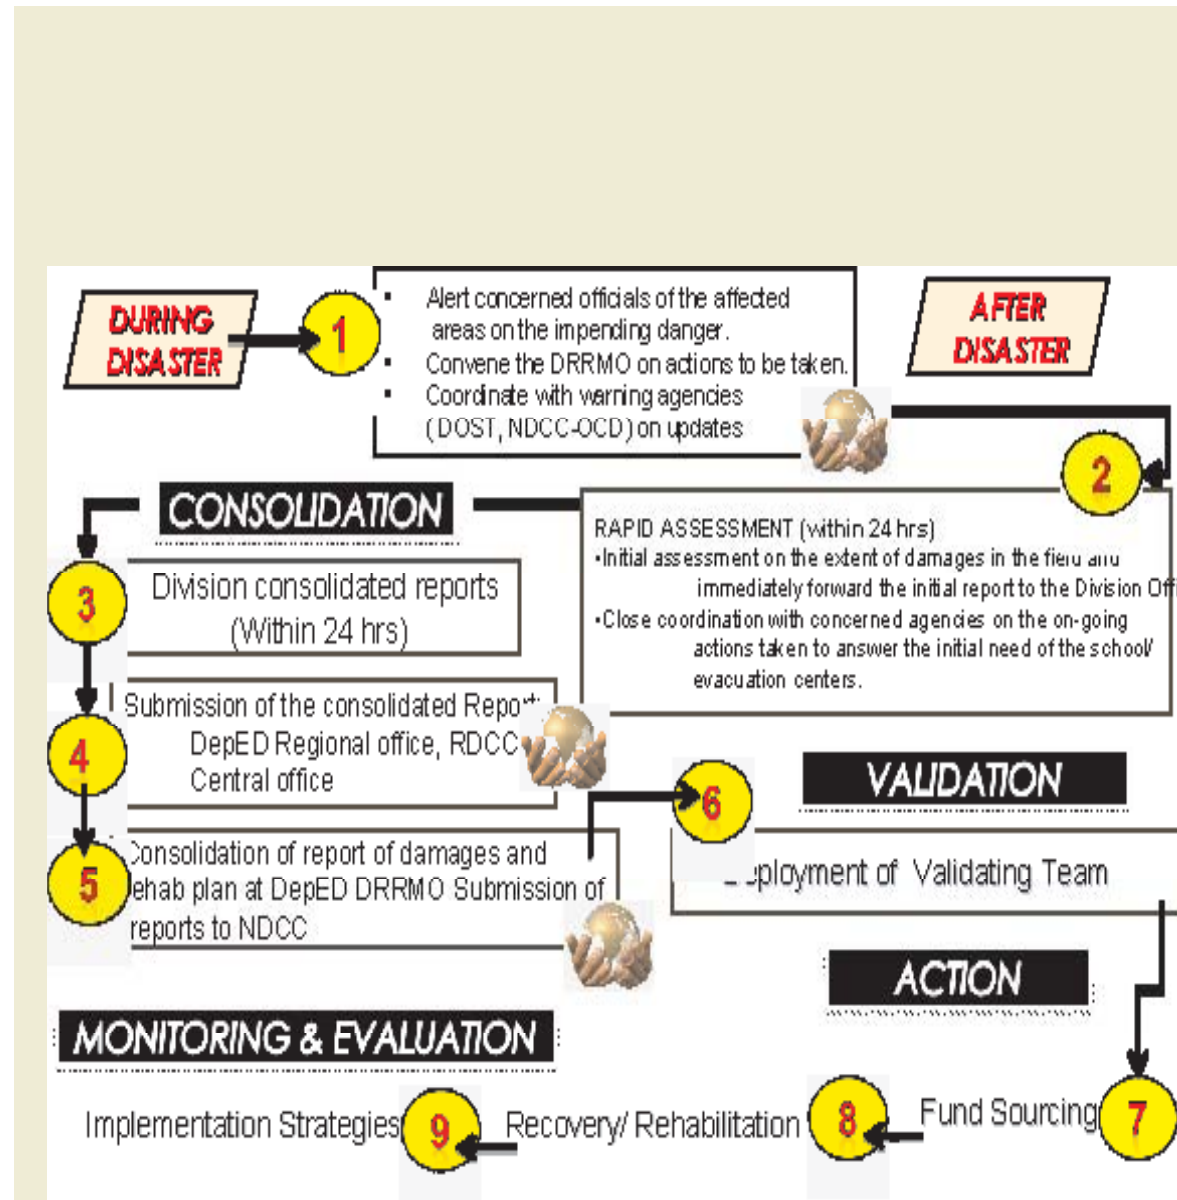 DURING
DISASTER
1
▪ Alert concerned officials of the affected
areas on the impending danger.
▪ Convene the DRRMO on actions to be taken.
▪ Coordinate with warning agencies
(DOST, NDCC-OCD) on updates
AFTER
DISASTER
2
RAPID ASSESSMENT (within 24 hrs)
•Initial assessment on the extent of damages in the field and
immediately forward the initial report to the Division Offi
•Close coordination with concerned agencies on the on-going
actions taken to answer the initial need of the school/
evacuation centers.
CONSOLIDATION
3
Division consolidated reports
(Within 24 hrs)
4
Submission of the consolidated Report:
DepED Regional office, RDCC
Central office
5
Consolidation of report of damages and
rehab plan at DepED DRRMO Submission of
reports to NDCC
VALIDATION
6
Deployment of Validating Team
ACTION
7
Fund Sourcing
8
Recovery/ Rehabilitation
MONITORING & EVALUATION
9
Implementation Strategies